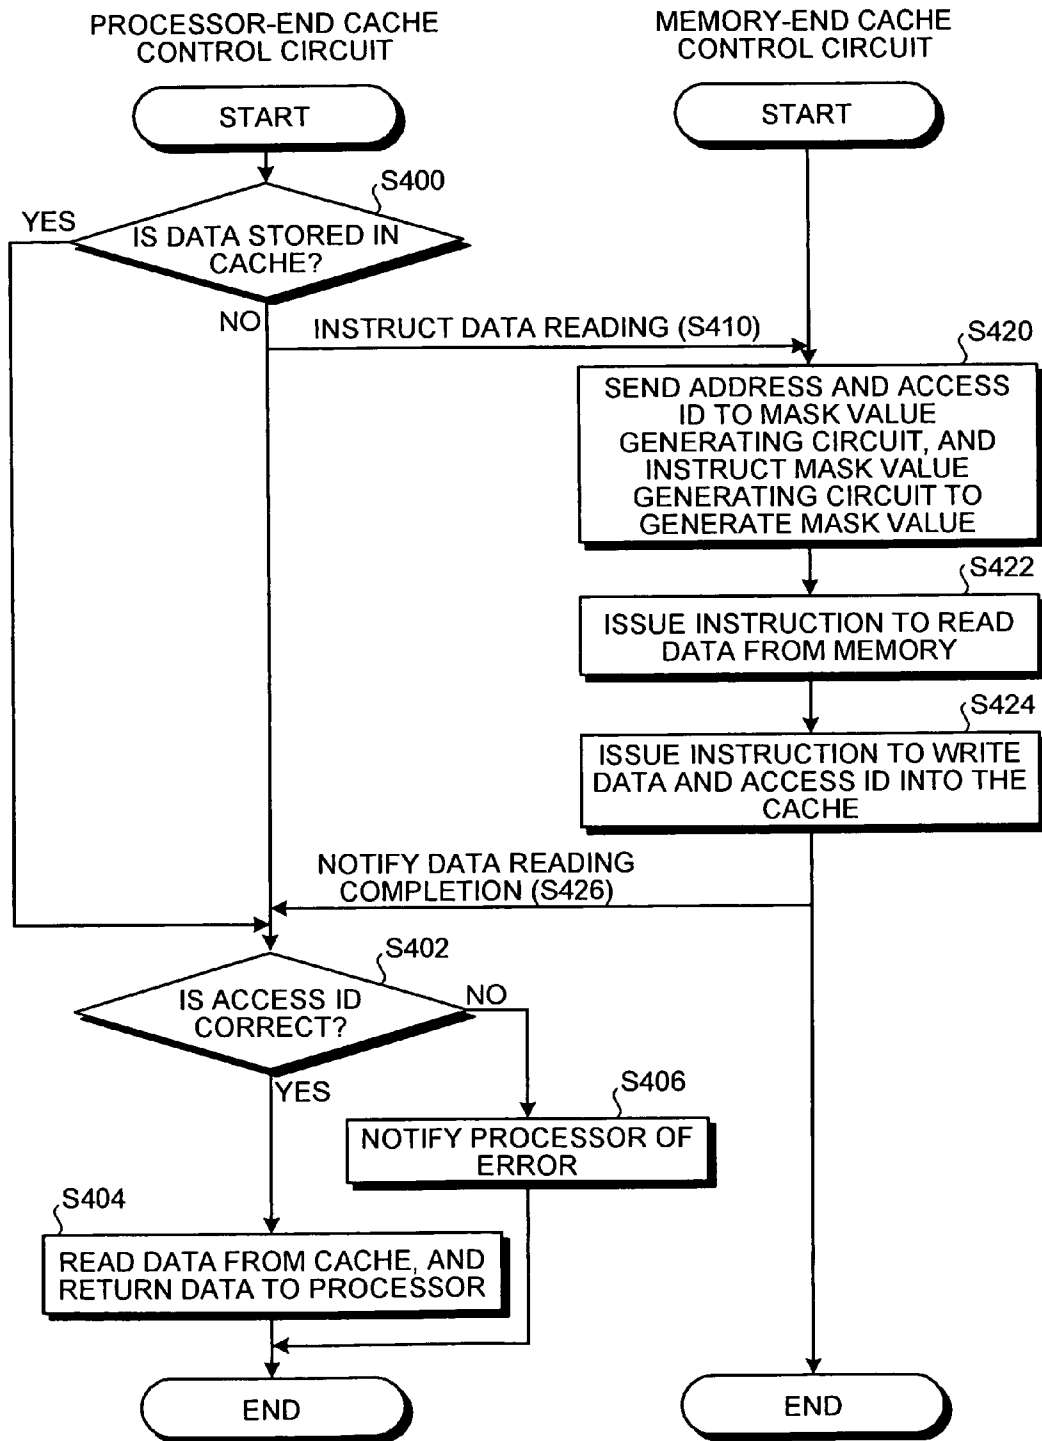 PROCESSOR-END CACHE
CONTROL CIRCUIT
MEMORY-END CACHE
CONTROL CIRCUIT
START
START
S400
YES
IS DATA STORED IN
CACHE?
NO
INSTRUCT DATA READING (S410)
S420
SEND ADDRESS AND ACCESS
ID TO MASK VALUE
GENERATING CIRCUIT, AND
INSTRUCT MASK VALUE
GENERATING CIRCUIT TO
GENERATE MASK VALUE
S422
ISSUE INSTRUCTION TO READ
DATA FROM MEMORY
S424
ISSUE INSTRUCTION TO WRITE
DATA AND ACCESS ID INTO THE
CACHE
NOTIFY DATA READING
COMPLETION (S426)
S402
IS ACCESS ID
CORRECT?
NO
YES
S406
NOTIFY PROCESSOR OF
ERROR
S404
READ DATA FROM CACHE, AND
RETURN DATA TO PROCESSOR
END
END